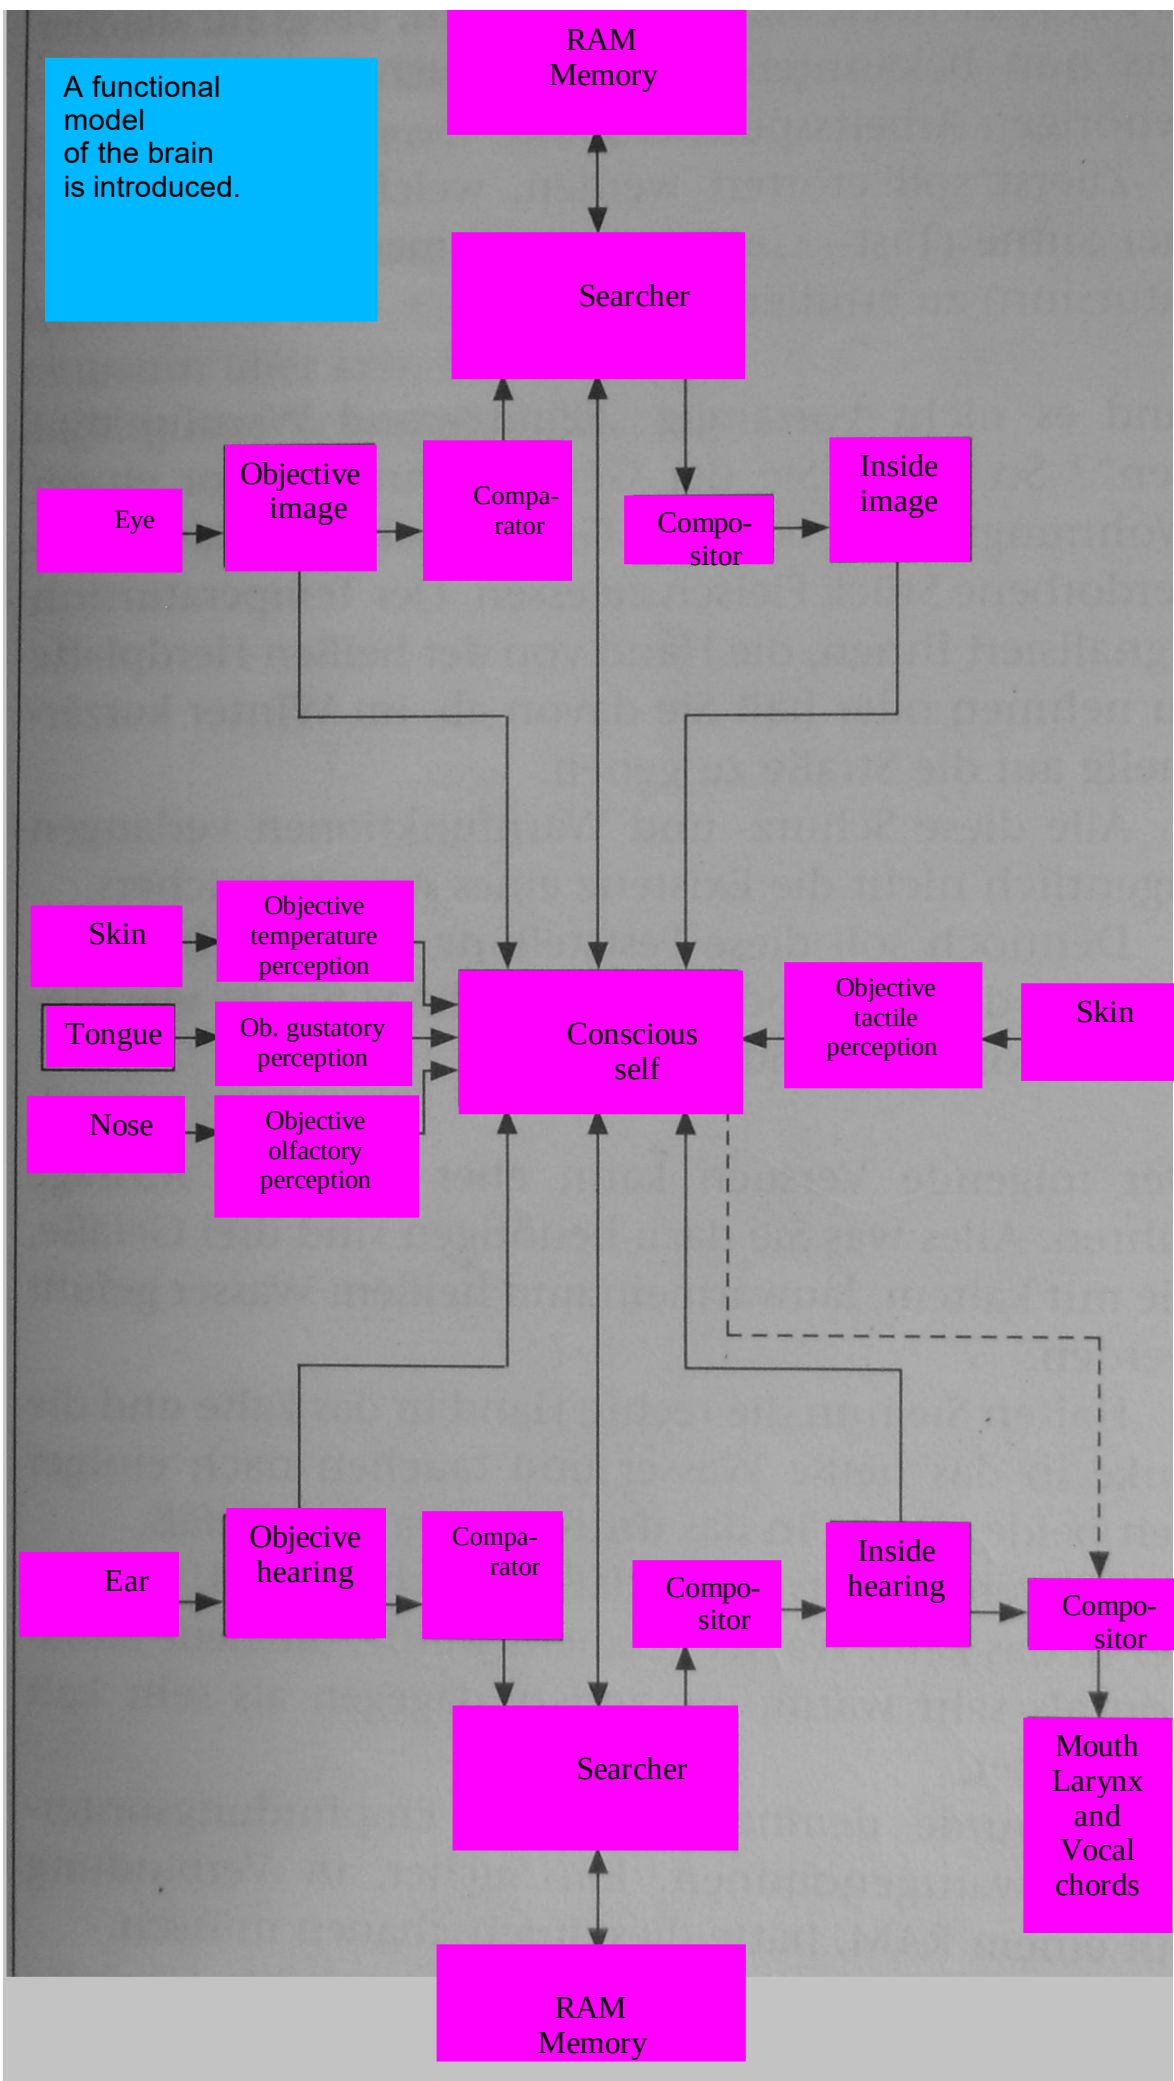 A functional
model
of the brain
is introduced.
RAM
Memory
Searcher
Eye
Objective
image
Compa-
rator
Compo-
sitor
Inside
image
Skin
Objective
temperature
perception
Tongue
Ob. gustatory
perception
Nose
Objective
olfactory
perception
Conscious
self
Objective
tactile
perception
Skin
Ear
Objecive
hearing
Compa-
rator
Compo-
sitor
Inside
hearing
Compo-
sitor
Searcher
Mouth
Larynx
and
Vocal
chords
RAM
Memory